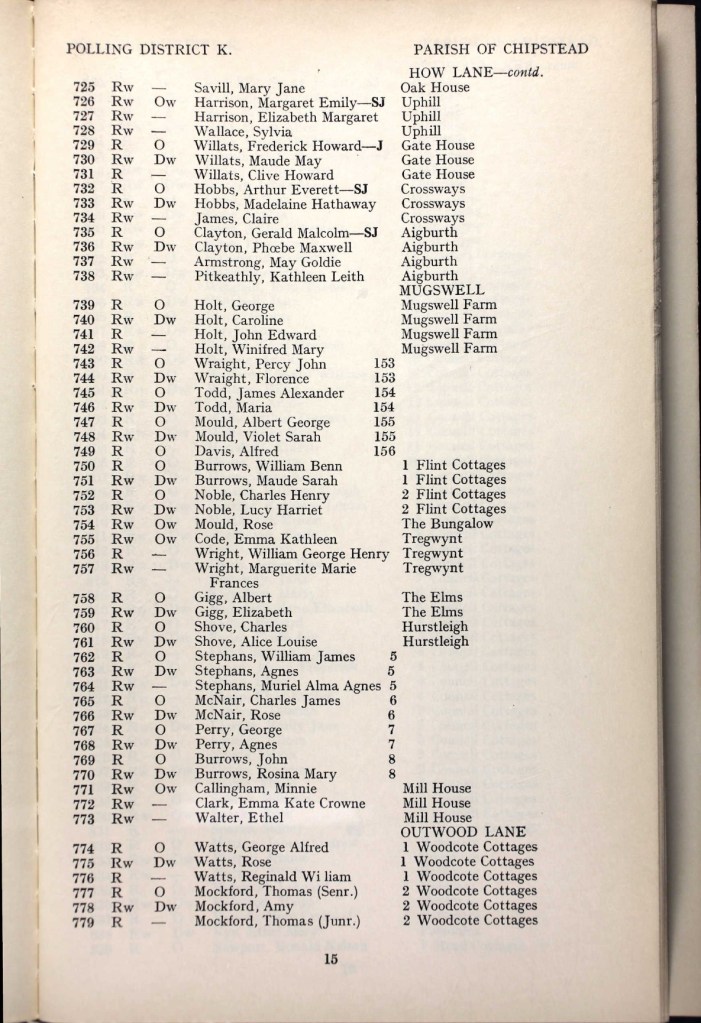 POLLING DISTRICT K. PARISH OF CHIPSTEAD
HOW LANE—contd.
725 Rw — Savill, Mary Jane Oak House
726 Rw Ow Harrison, Margaret Emily—SJ Uphill
727 Rw — Harrison, Elizabeth Margaret Uphill
728 Rw — Wallace, Sylvia Uphill
729 R O Willats, Frederick Howard—J Gate House
730 Rw Dw Willats, Maude May Gate House
731 R — Willats, Clive Howard Gate House
732 R O Hobbs, Arthur Everett—SJ Crossways
733 Rw Dw Hobbs, Madelaine Hathaway Crossways
734 Rw — James, Claire Crossways
735 R O Clayton, Gerald Malcolm—SJ Aigburth
736 Rw Dw Clayton, Phœbe Maxwell Aigburth
737 Rw — Armstrong, May Goldie Aigburth
738 Rw — Pitkeathly, Kathleen Leith Aigburth
MUGSWELL
739 R O Holt, George Mugswell Farm
740 Rw Dw Holt, Caroline Mugswell Farm
741 R — Holt, John Edward Mugswell Farm
742 Rw — Holt, Winifred Mary Mugswell Farm
743 R O Wraight, Percy John 153
744 Rw Dw Wraight, Florence 153
745 R O Todd, James Alexander 154
746 Rw Dw Todd, Maria 154
747 R O Mould, Albert George 155
748 Rw Dw Mould, Violet Sarah 155
749 R O Davis, Alfred 156
750 R O Burrows, William Benn 1 Flint Cottages
751 Rw Dw Burrows, Maude Sarah 1 Flint Cottages
752 R O Noble, Charles Henry 2 Flint Cottages
753 Rw Dw Noble, Lucy Harriet 2 Flint Cottages
754 Rw Ow Mould, Rose The Bungalow
755 Rw Ow Code, Emma Kathleen Tregwynt
756 R — Wright, William George Henry Tregwynt
757 Rw — Wright, Marguerite Marie Tregwynt
Frances
758 R O Gigg, Albert The Elms
759 Rw Dw Gigg, Elizabeth The Elms
760 R O Shove, Charles Hurstleigh
761 Rw Dw Shove, Alice Louise Hurstleigh
762 R O Stephans, William James 5
763 Rw Dw Stephans, Agnes 5
764 Rw — Stephans, Muriel Alma Agnes 5
765 R O McNair, Charles James 6
766 Rw Dw McNair, Rose 6
767 R O Perry, George 7
768 Rw Dw Perry, Agnes 7
769 R O Burrows, John 8
770 Rw Dw Burrows, Rosina Mary 8
771 Rw Ow Callingham, Minnie Mill House
772 Rw — Clark, Emma Kate Crowne Mill House
773 Rw — Walter, Ethel Mill House
OUTWOOD LANE
774 R O Watts, George Alfred 1 Woodcote Cottages
775 Rw Dw Watts, Rose 1 Woodcote Cottages
776 R — Watts, Reginald Wi liam 1 Woodcote Cottages
777 R O Mockford, Thomas (Senr.) 2 Woodcote Cottages
778 Rw Dw Mockford, Amy 2 Woodcote Cottages
779 R — Mockford, Thomas (Junr.) 2 Woodcote Cottages
15